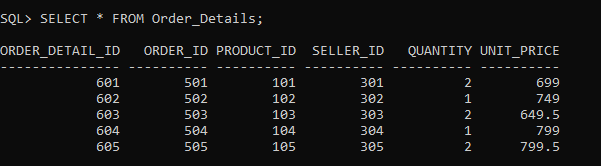 SQL> SELECT * FROM Order_Details;
ORDER_DETAIL_ID   ORDER_ID PRODUCT_ID  SELLER_ID   QUANTITY UNIT_PRICE
--------------- ---------- ---------- ---------- ---------- ----------
            601        501        101        301          2        699
            602        502        102        302          1        749
            603        503        103        303          2      649.5
            604        504        104        304          1        799
            605        505        105        305          2      799.5